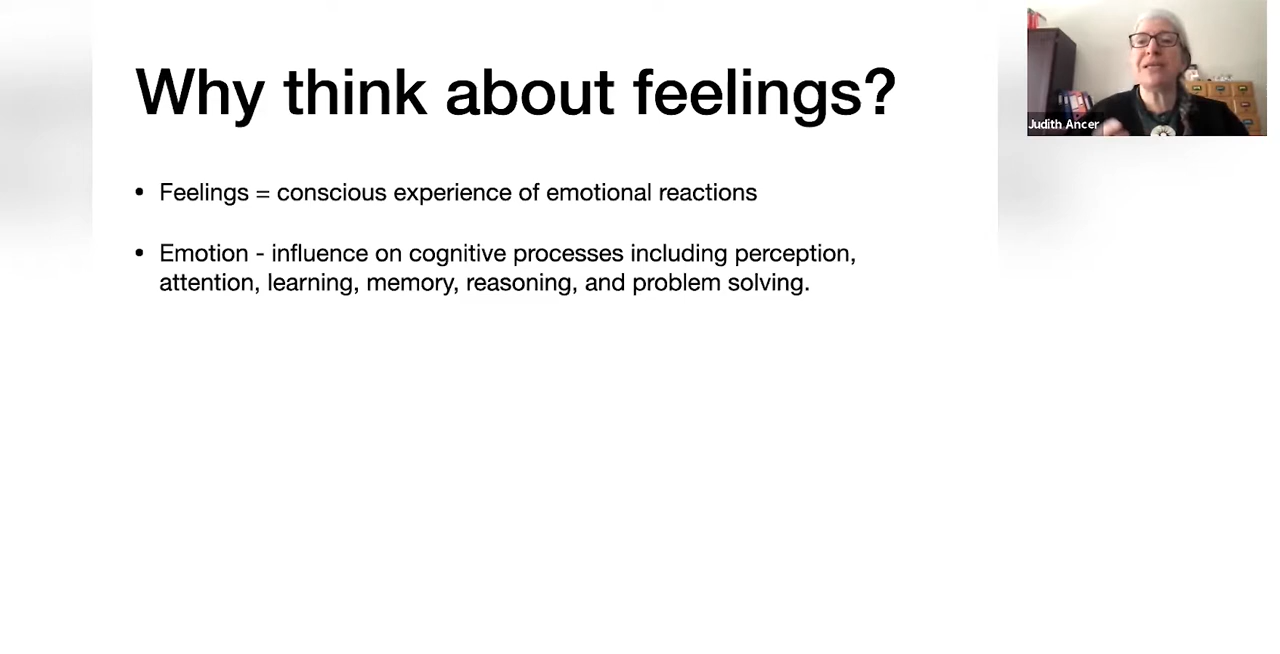 Why think about feelings?
Judith Ancer
• Feelings = conscious experience of emotional reactions
• Emotion - influence on cognitive processes including perception,
attention, learning, memory, reasoning, and problem solving.